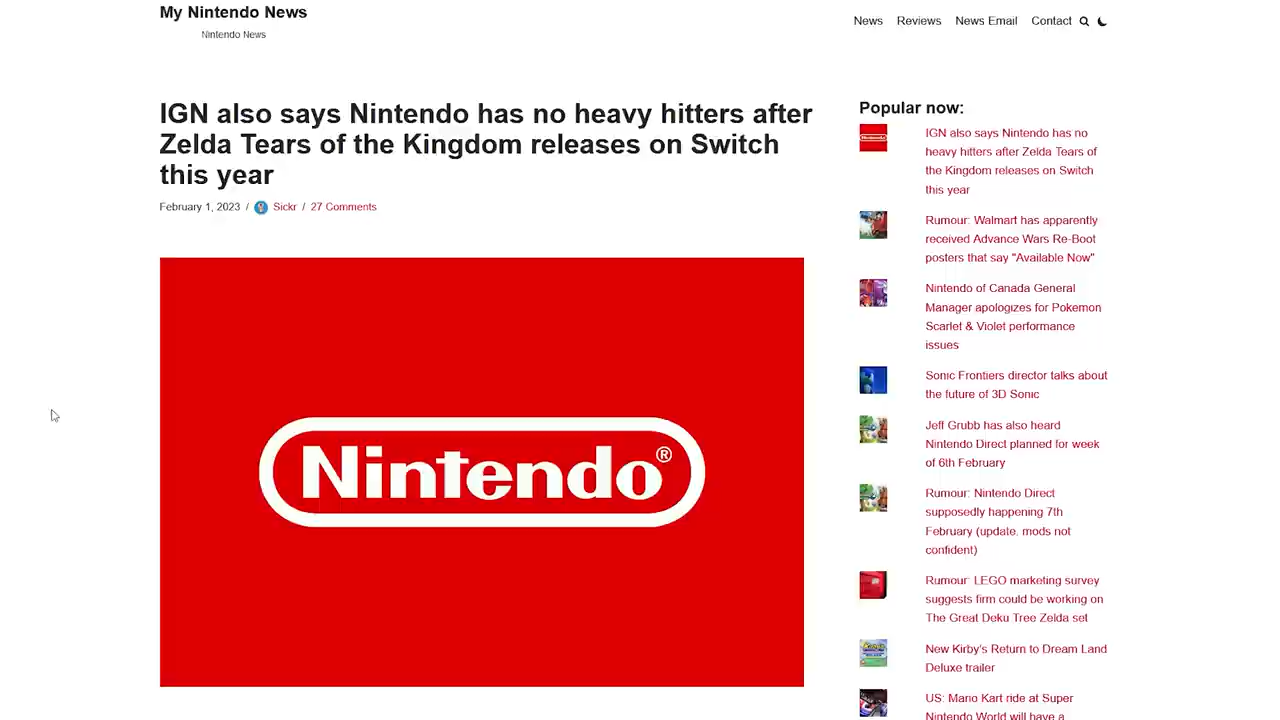 My Nintendo News
Nintendo News
News Reviews News Email Contact
IGN also says Nintendo has no heavy hitters after
Zelda Tears of the Kingdom releases on Switch
this year
February 1, 2023 / Sickr / 27 Comments
Nintendo®
Popular now:
IGN also says Nintendo has no
heavy hitters after Zelda Tears of
the Kingdom releases on Switch
this year
Rumour: Walmart has apparently
received Advance Wars Re-Boot
posters that say "Available Now"
Nintendo of Canada General
Manager apologizes for Pokemon
Scarlet & Violet performance
issues
Sonic Frontiers director talks about
the future of 3D Sonic
Jeff Grubb has also heard
Nintendo Direct planned for week
of 6th February
Rumour: Nintendo Direct
supposedly happening 7th
February (update. mods not
confident)
Rumour: LEGO marketing survey
suggests firm could be working on
The Great Deku Tree Zelda set
New Kirby's Return to Dream Land
Deluxe trailer
US: Mario Kart ride at Super
Nintendo World will have a